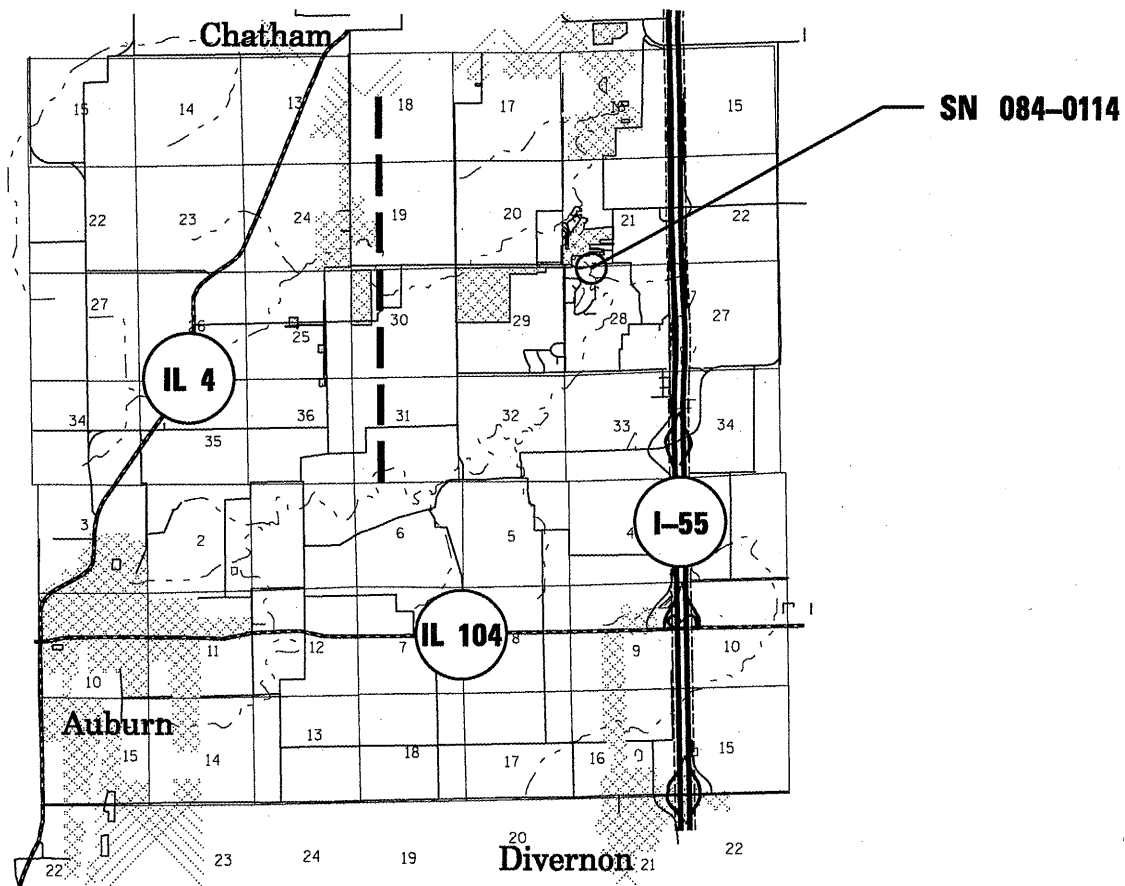 Chatham
15 14 13 18 17 15
SN 084–0114
22 23 24 19 20 21 22
27 26 25 30 29 28 27
IL 4
34 35 36 31 32 33 34
3 2 6 5 4
I–55
IL 104
11 12 7 8 9 10
10
Auburn
15 14 13 18 17 16 15
Divernon
22 23 24 19 20 21 22